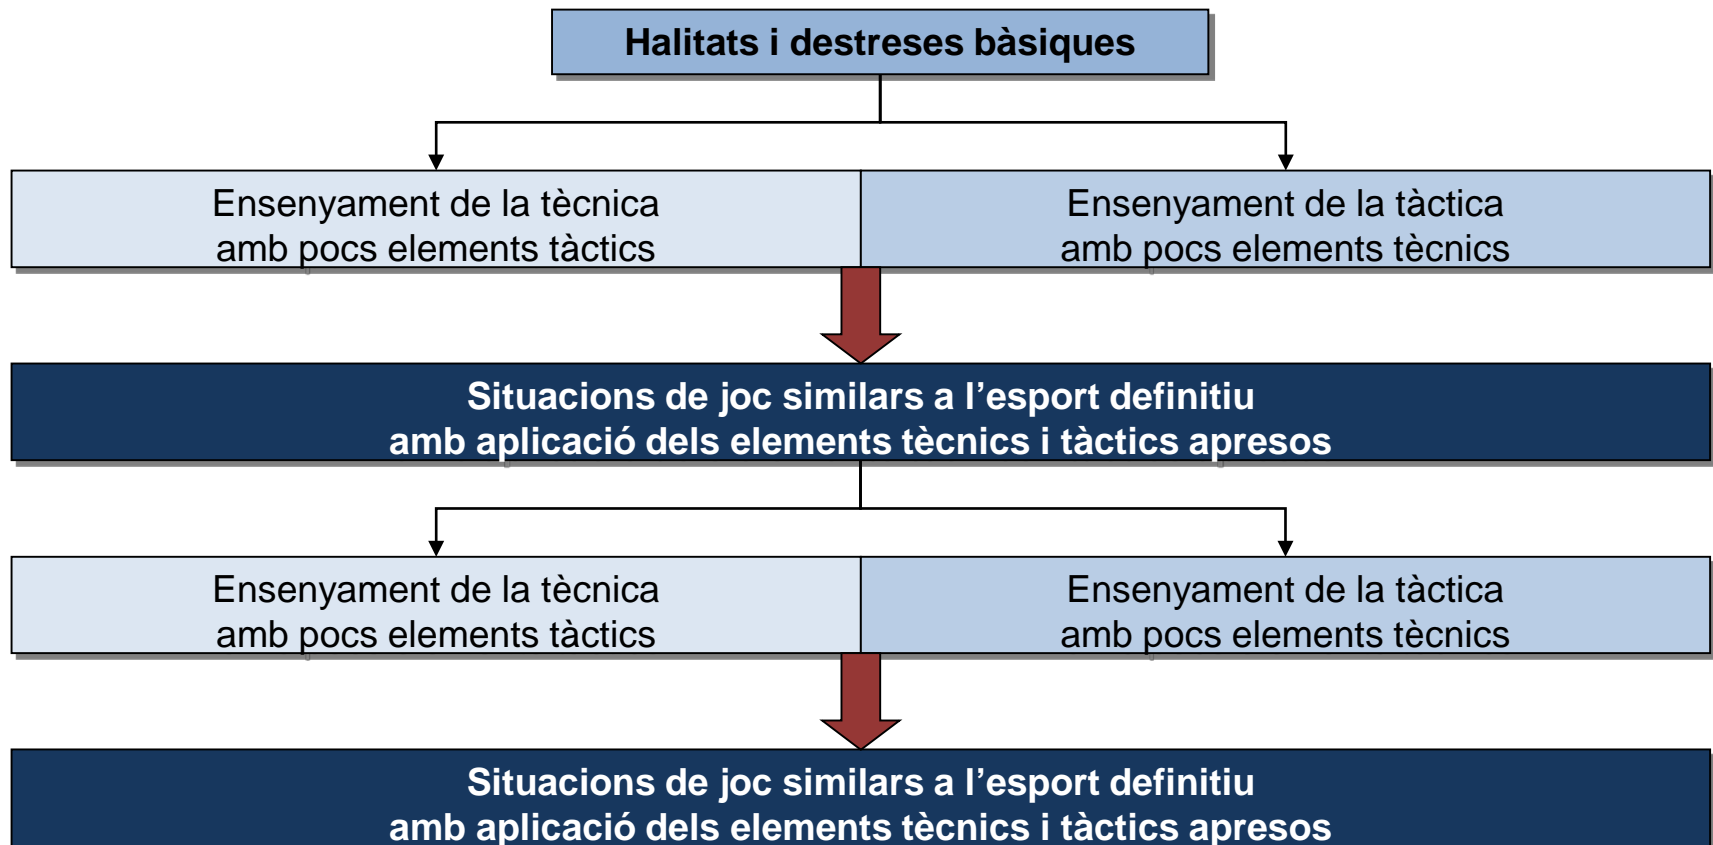 Halitats i destreses bàsiques
Ensenyament de la tècnica
amb pocs elements tàctics
Ensenyament de la tàctica
amb pocs elements tècnics
Situacions de joc similars a l’esport definitiu
amb aplicació dels elements tècnics i tàctics apresos
Ensenyament de la tècnica
amb pocs elements tàctics
Ensenyament de la tàctica
amb pocs elements tècnics
Situacions de joc similars a l’esport definitiu
amb aplicació dels elements tècnics i tàctics apresos